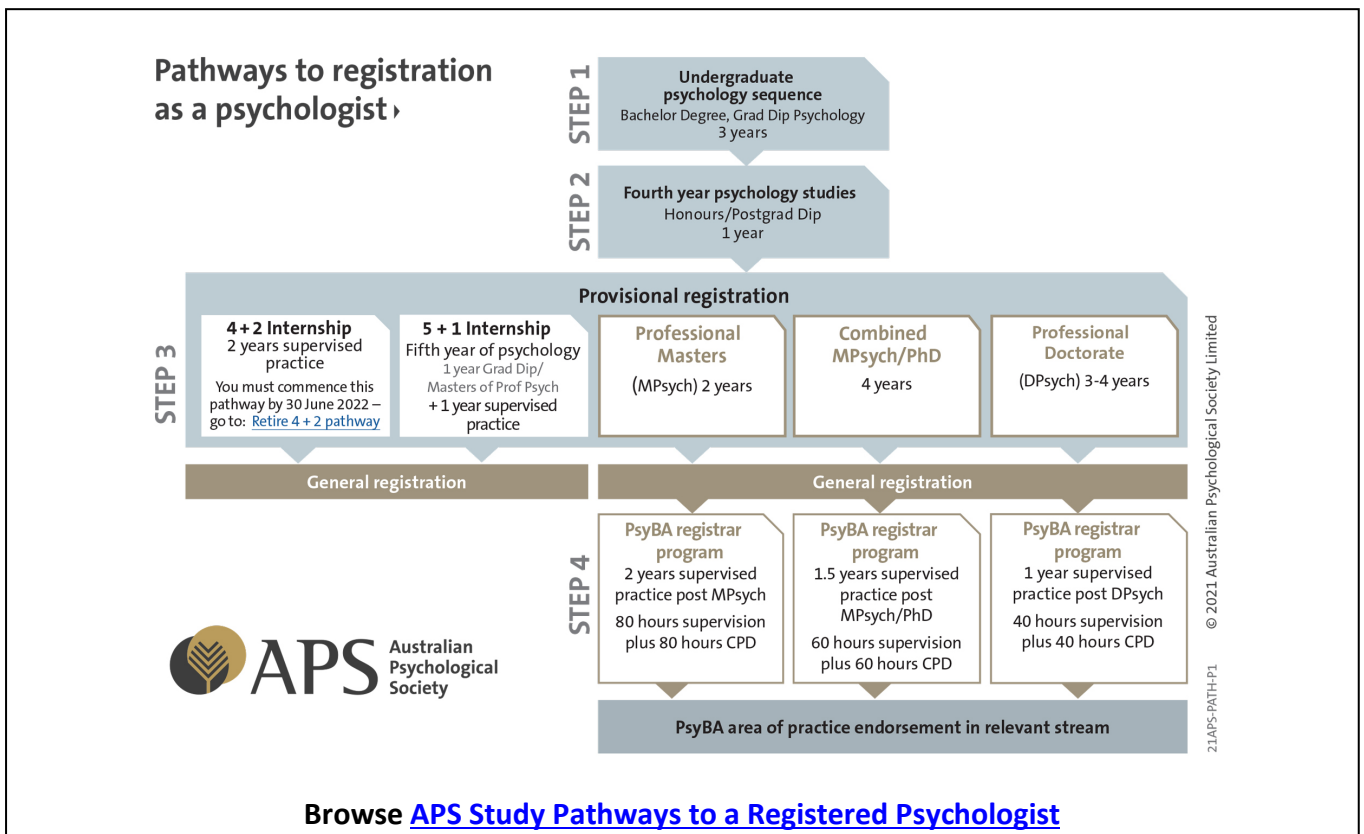 Pathways to registration
as a psychologist ›
STEP 1
Undergraduate
psychology sequence
Bachelor Degree, Grad Dip Psychology
3 years
STEP 2
Fourth year psychology studies
Honours/Postgrad Dip
1 year
STEP 3
Provisional registration
4 + 2 Internship
2 years supervised
practice
You must commence this
pathway by 30 June 2022 –
go to: Retire 4 + 2 pathway
5 + 1 Internship
Fifth year of psychology
1 year Grad Dip/
Masters of Prof Psych
+ 1 year supervised
practice
Professional
Masters
(MPsych) 2 years
Combined
MPsych/PhD
4 years
Professional
Doctorate
(DPsych) 3-4 years
General registration
General registration
STEP 4
PsyBA registrar
program
2 years supervised
practice post MPsych
80 hours supervision
plus 80 hours CPD
PsyBA registrar
program
1.5 years supervised
practice post
MPsych/PhD
60 hours supervision
plus 60 hours CPD
PsyBA registrar
program
1 year supervised
practice post DPsych
40 hours supervision
plus 40 hours CPD
PsyBA area of practice endorsement in relevant stream
APS
Australian
Psychological
Society
© 2021 Australian Psychological Society Limited
21APS-PATH-P1
Browse APS Study Pathways to a Registered Psychologist